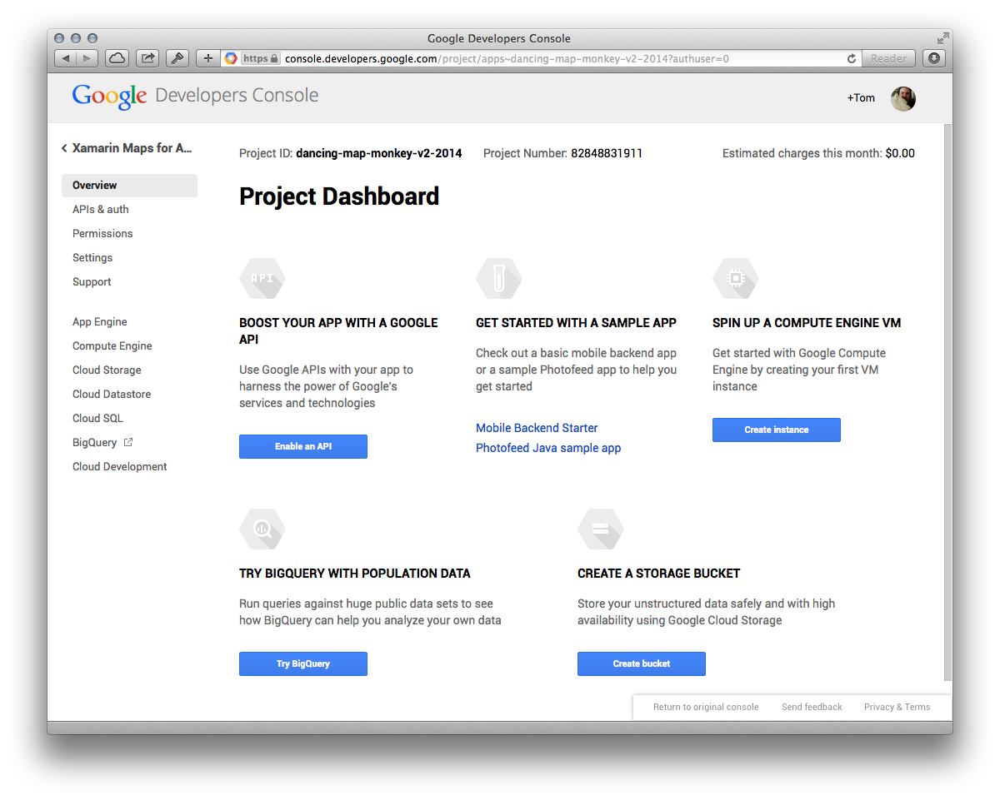 Google Developers Console
https console.developers.google.com/project/apps~dancing-map-monkey-v2-2014?authuser=0 Reader
Google Developers Console
+Tom
Xamarin Maps for A...
Project ID: dancing-map-monkey-v2-2014 Project Number: 82848831911 Estimated charges this month: $0.00
Overview
APIs & auth
Permissions
Settings
Support
App Engine
Compute Engine
Cloud Storage
Cloud Datastore
Cloud SQL
BigQuery
Cloud Development
Project Dashboard
API
BOOST YOUR APP WITH A GOOGLE
API
Use Google APIs with your app to
harness the power of Google's
services and technologies
Enable an API
GET STARTED WITH A SAMPLE APP
Check out a basic mobile backend app
or a sample Photofeed app to help you
get started
Mobile Backend Starter
Photofeed Java sample app
SPIN UP A COMPUTE ENGINE VM
Get started with Google Compute
Engine by creating your first VM
instance
Create instance
TRY BIGQUERY WITH POPULATION DATA
Run queries against huge public data sets to see
how BigQuery can help you analyze your own data
Try BigQuery
CREATE A STORAGE BUCKET
Store your unstructured data safely and with high
availability using Google Cloud Storage
Create bucket
Return to original console Send feedback Privacy & Terms